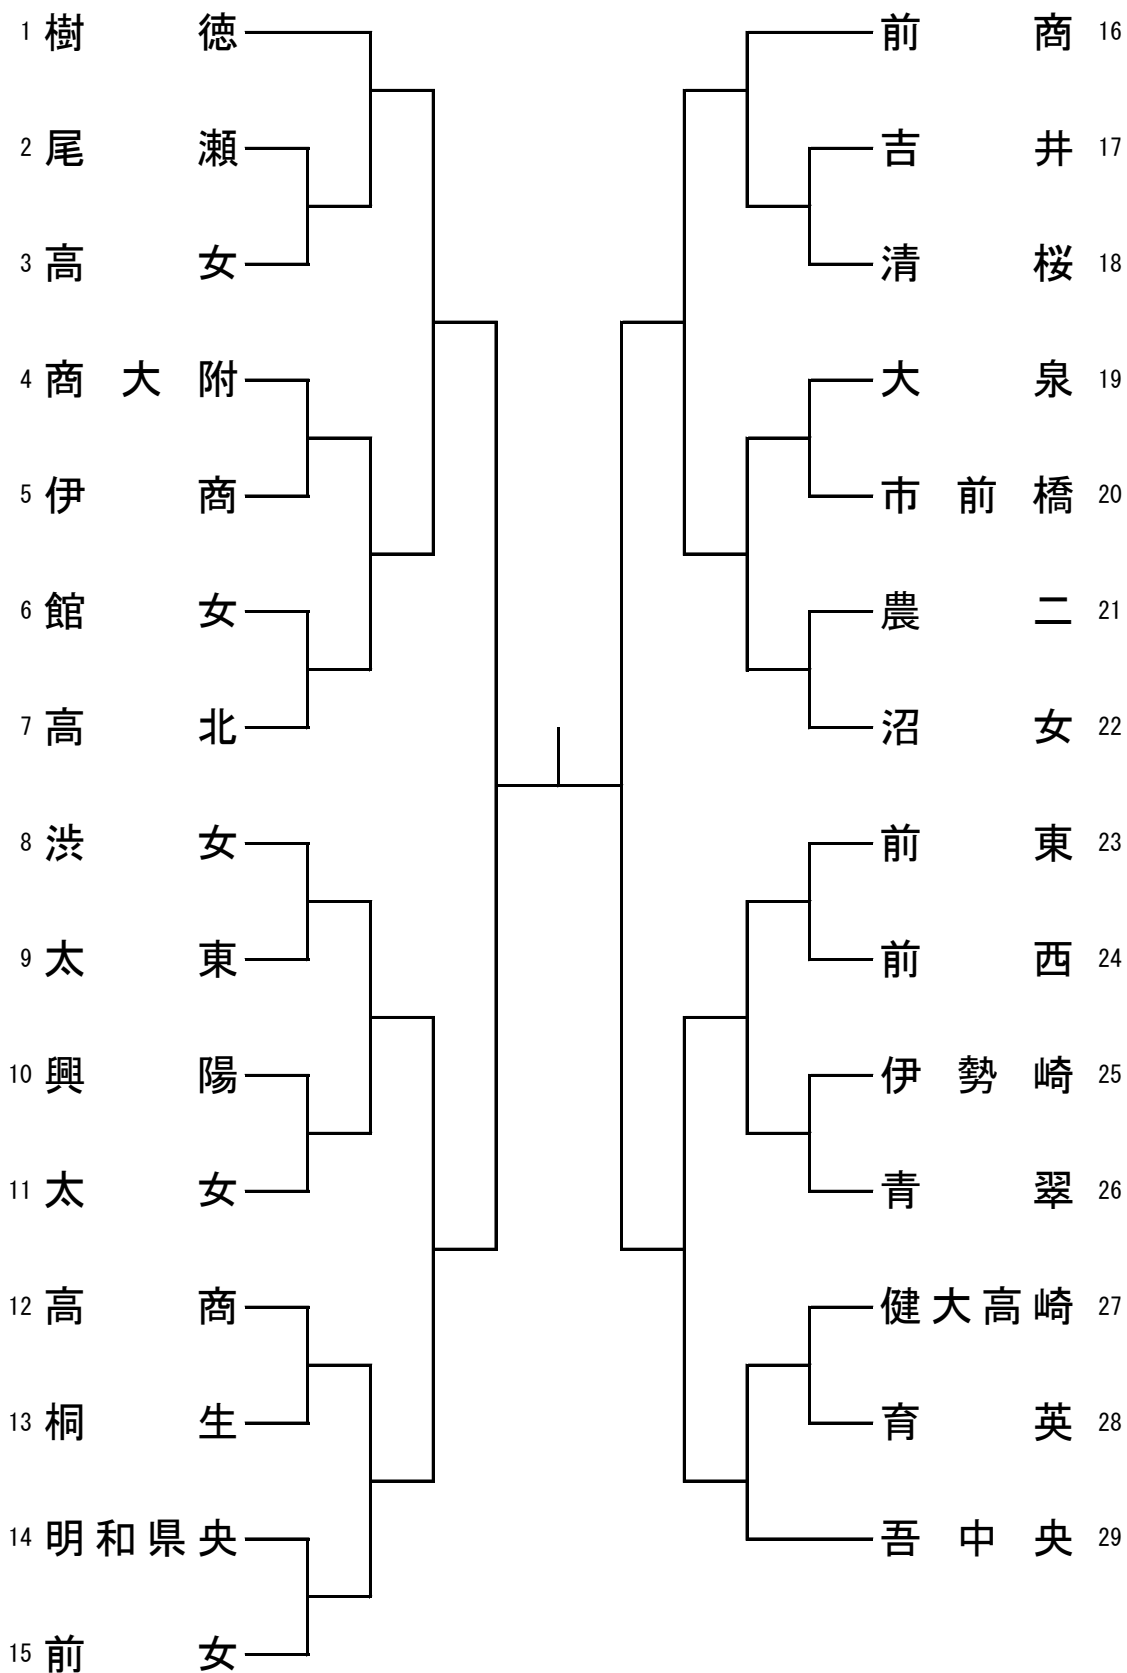 1 樹徳
2 尾瀬
3 高女
4 商大附
5 伊商
6 館女
7 高北
8 渋女
9 太東
10 興陽
11 太女
12 高商
13 桐生
14 明和県央
15 前女
前商 16
吉井 17
清桜 18
大泉 19
市前橋 20
農二 21
沼女 22
前東 23
前西 24
伊勢崎 25
青翠 26
健大高崎 27
育英 28
吾中央 29